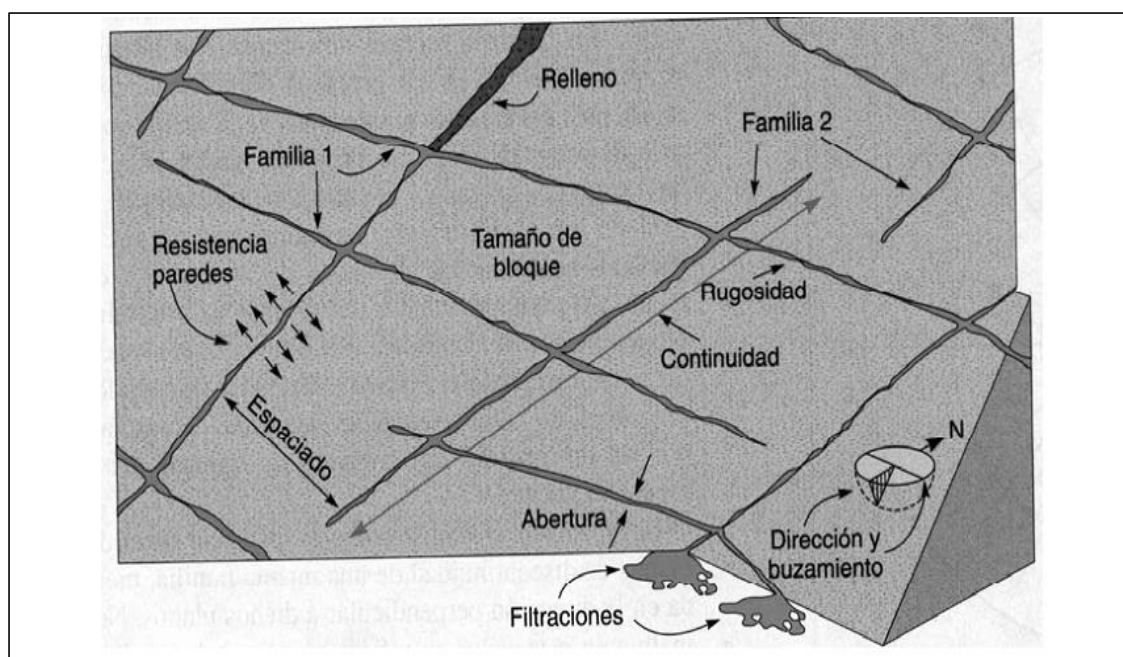 Relleno
Familia 1
Familia 2
Resistencia
paredes
Tamaño de
bloque
Rugosidad
Continuidad
Espaciado
N
Abertura
Dirección y
buzamiento
Filtraciones